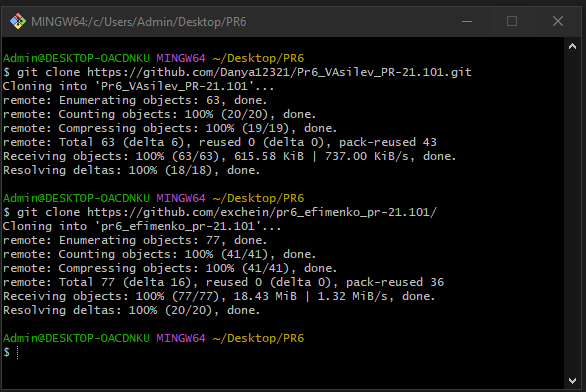 MINGW64:/c/Users/Admin/Desktop/PR6
Admin@DESKTOP-OACDNKU MINGW64 ~/Desktop/PR6
$ git clone https://github.com/Danya12321/Pr6_VAsilev_PR-21.101.git
Cloning into 'Pr6_VAsilev_PR-21.101'...
remote: Enumerating objects: 63, done.
remote: Counting objects: 100% (20/20), done.
remote: Compressing objects: 100% (19/19), done.
remote: Total 63 (delta 6), reused 0 (delta 0), pack-reused 43
Receiving objects: 100% (63/63), 615.58 KiB | 737.00 KiB/s, done.
Resolving deltas: 100% (18/18), done.
Admin@DESKTOP-OACDNKU MINGW64 ~/Desktop/PR6
$ git clone https://github.com/exchein/pr6_efimenko_pr-21.101/
Cloning into 'pr6_efimenko_pr-21.101'...
remote: Enumerating objects: 77, done.
remote: Counting objects: 100% (41/41), done.
remote: Compressing objects: 100% (41/41), done.
remote: Total 77 (delta 16), reused 0 (delta 0), pack-reused 36
Receiving objects: 100% (77/77), 18.43 MiB | 1.32 MiB/s, done.
Resolving deltas: 100% (20/20), done.
Admin@DESKTOP-OACDNKU MINGW64 ~/Desktop/PR6
$